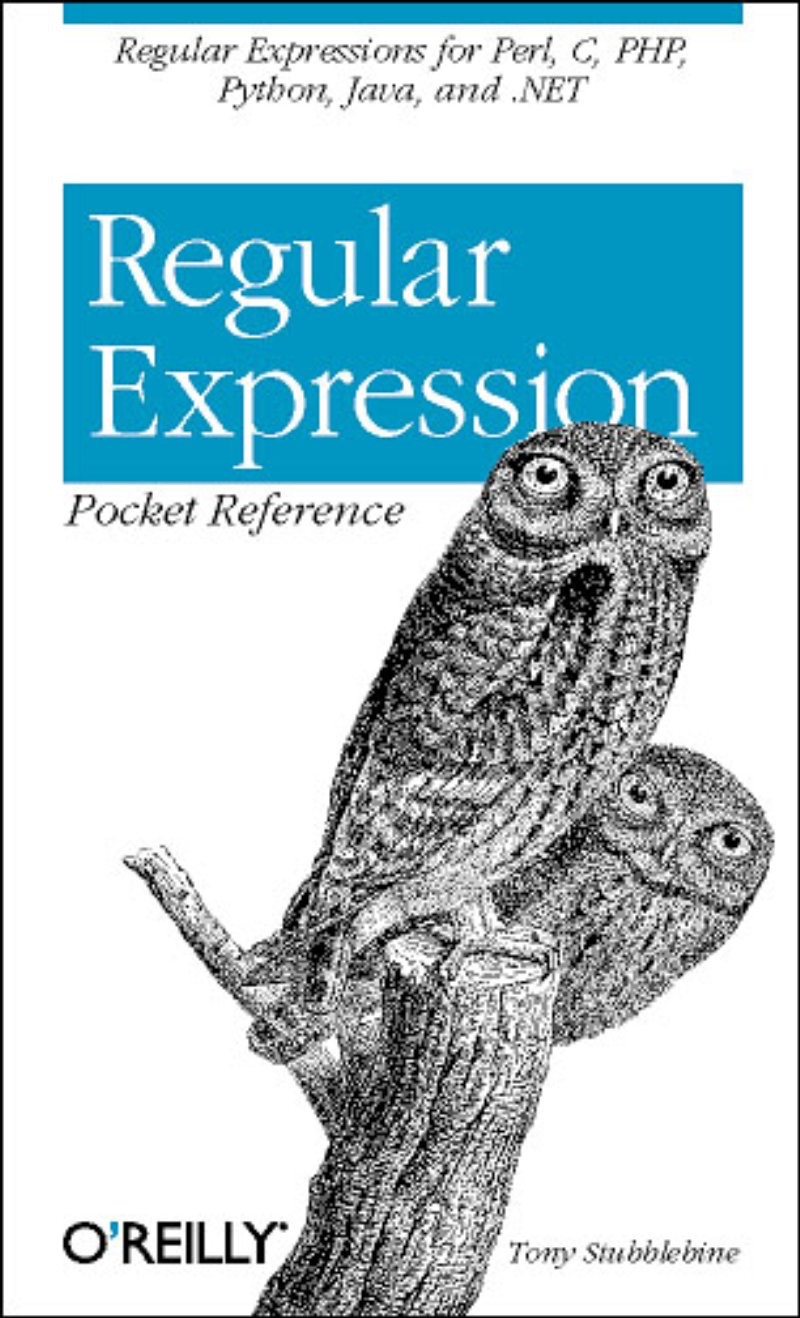 Regular Expressions for Perl, C, PHP,
Python, Java, and .NET
Regular
Expression
Pocket Reference
O'REILLY®
Tony Stubblebine